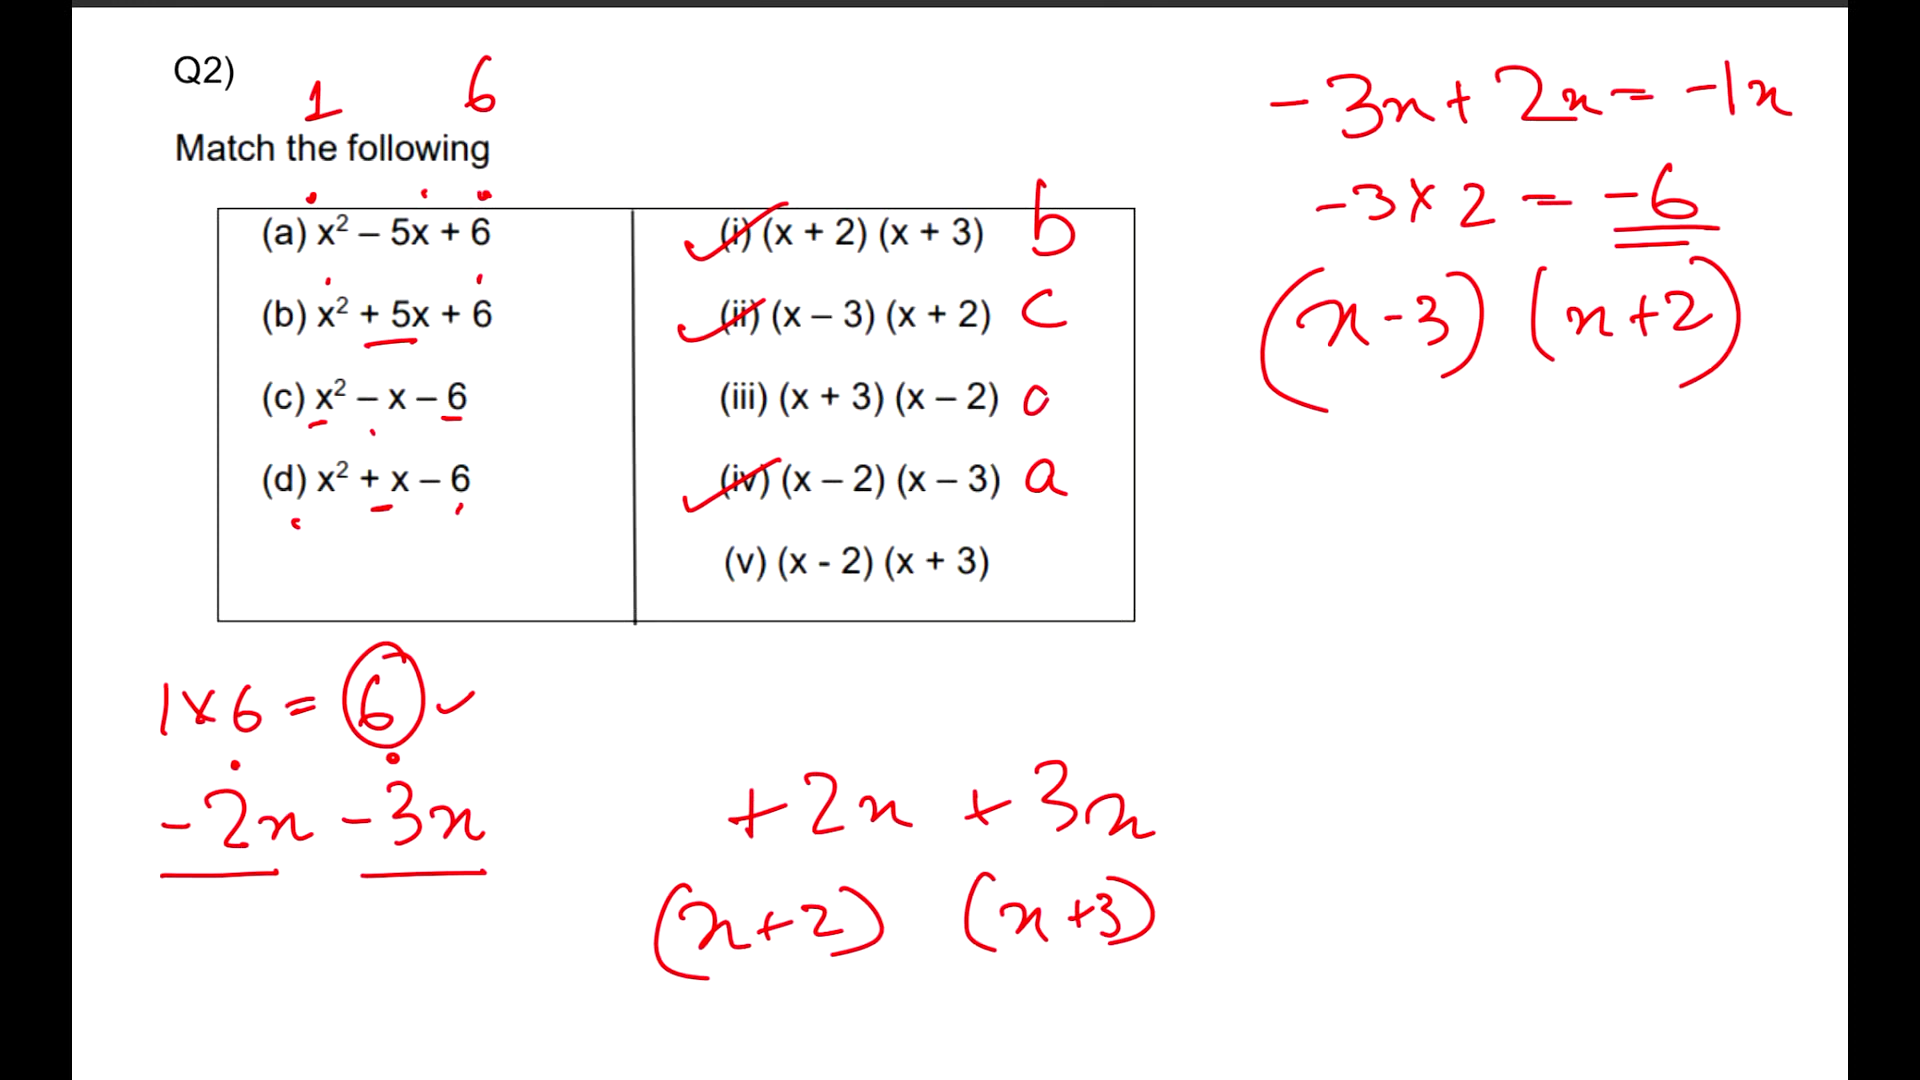 Q2)
1 6
Match the following
(a) x² – 5x + 6
(b) x² + 5x + 6
(c) x² – x – 6
(d) x² + x – 6
(i) (x + 2) (x + 3) b
(ii) (x – 3) (x + 2) c
(iii) (x + 3) (x – 2)
(iv) (x – 2) (x – 3) a
(v) (x - 2) (x + 3)
-3x + 2x = -1x
-3 x 2 = -6
(x-3) (x+2)
1x6 = 6
-2x -3x
+2x +3x
(x+2) (x+3)